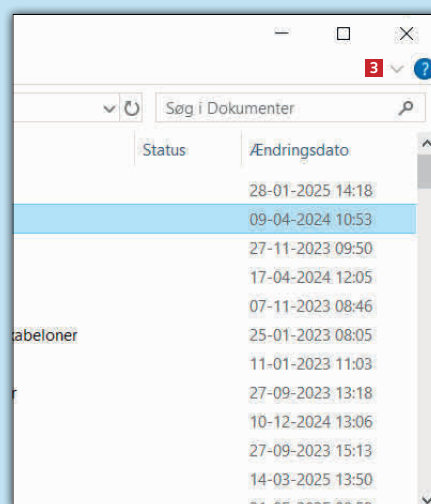 3
?
Søg i Dokumenter
Status Ændringsdato
28-01-2025 14:18
09-04-2024 10:53
27-11-2023 09:50
17-04-2024 12:05
07-11-2023 08:46
kabeloner 25-01-2023 08:05
11-01-2023 11:03
r 27-09-2023 13:18
10-12-2024 13:06
27-09-2023 15:13
14-03-2025 13:50